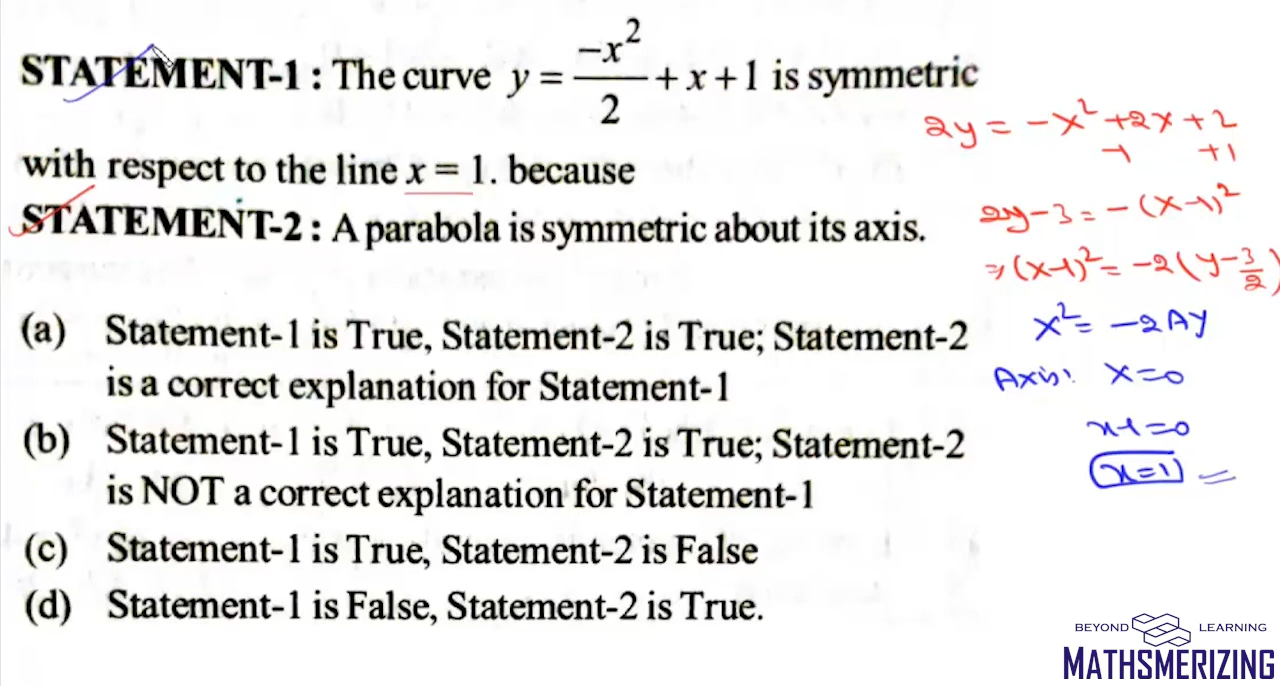 STATEMENT-1 : The curve y = -x²/2 + x + 1 is symmetric
with respect to the line x = 1. because
STATEMENT-2 : A parabola is symmetric about its axis.
(a) Statement-1 is True, Statement-2 is True; Statement-2
is a correct explanation for Statement-1
(b) Statement-1 is True, Statement-2 is True; Statement-2
is NOT a correct explanation for Statement-1
(c) Statement-1 is True, Statement-2 is False
(d) Statement-1 is False, Statement-2 is True.
2y = -x² +2x + 2
-1 +1
2y-3 = -(x-1)²
⇒ (x-1)² = -2(y-3/2)
X² = -2AY
Axis: X=0
x-1=0
x=1
BEYOND LEARNING
MATHSMERIZING